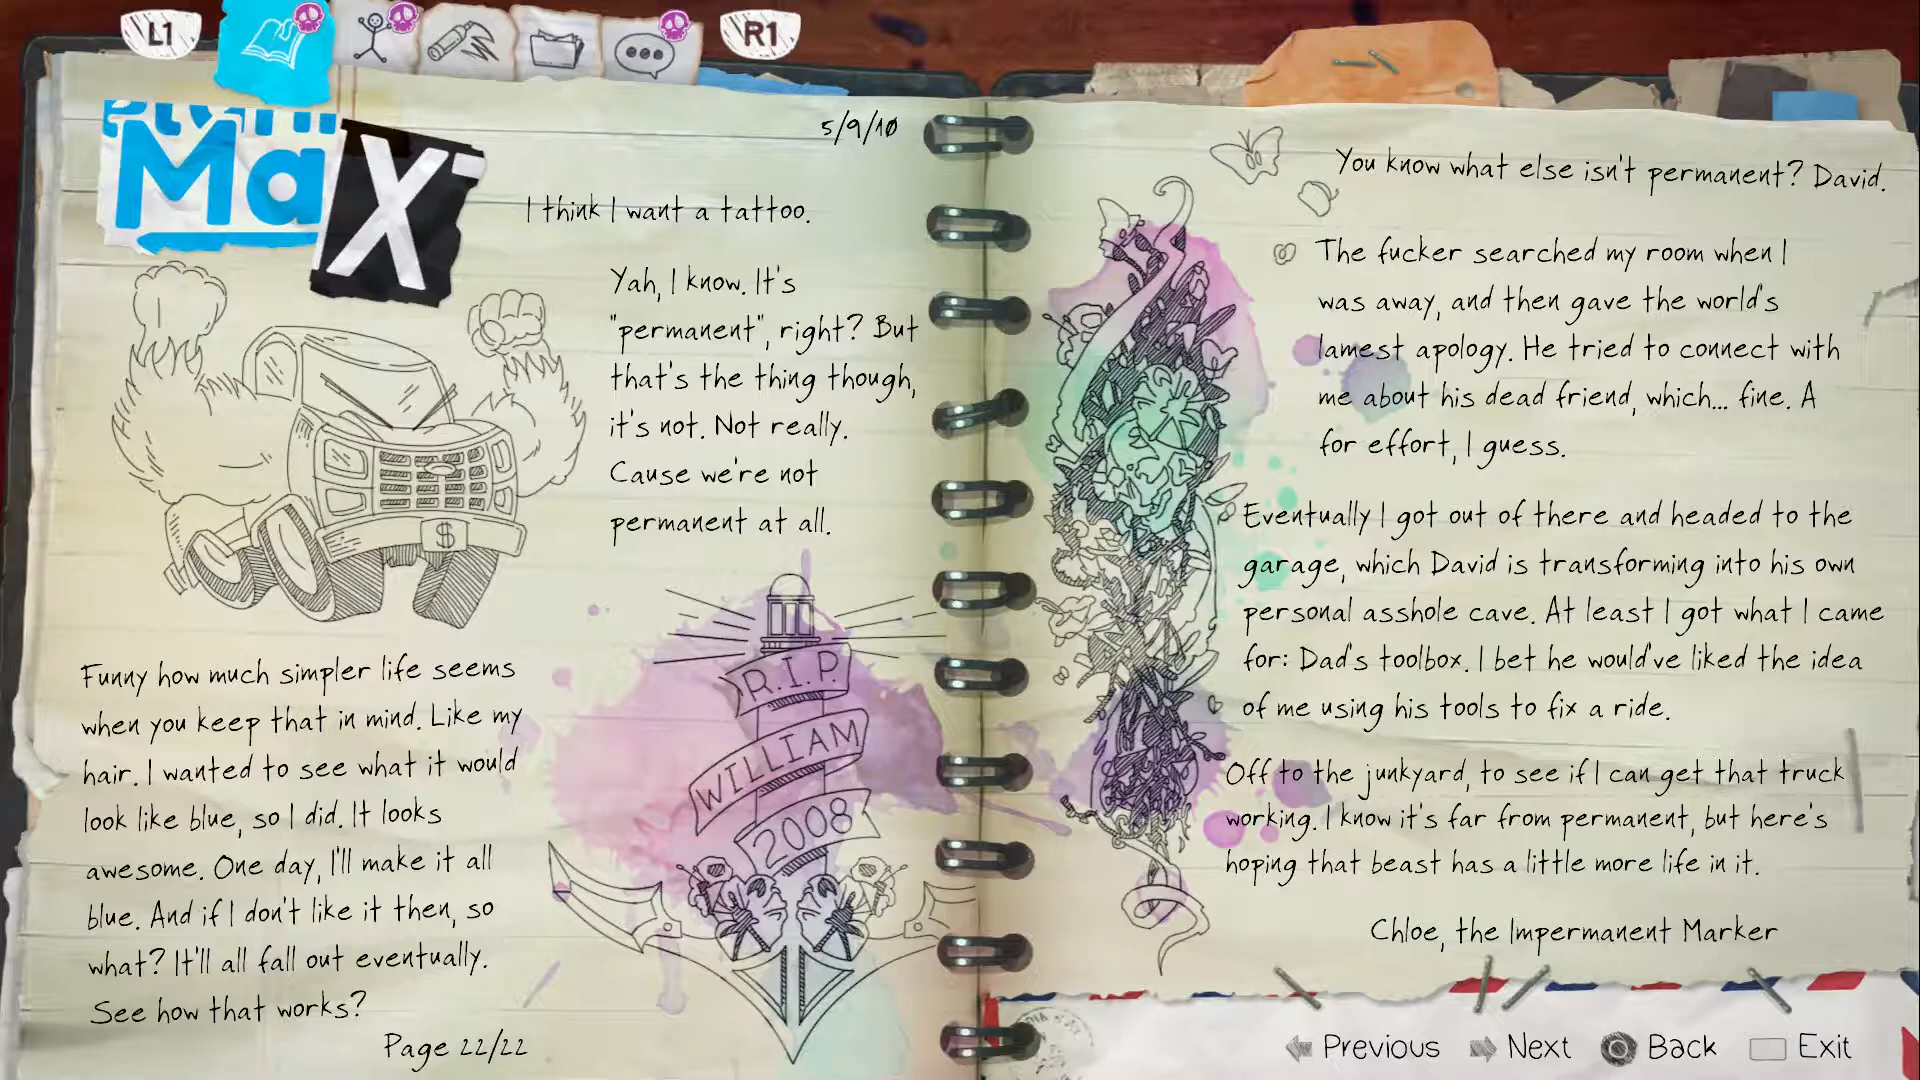 L1
R1
Max
5/9/10
I think I want a tattoo.
Yah, I know. It's
"permanent", right? But
that's the thing though,
it's not. Not really.
Cause we're not
permanent at all.
$
R.I.P.
WILLIAM
2008
Funny how much simpler life seems
when you keep that in mind. Like my
hair. I wanted to see what it would
look like blue, so I did. It looks
awesome. One day, I'll make it all
blue. And if I don't like it then, so
what? It'll all fall out eventually.
See how that works?
Page 22/22
You know what else isn't permanent? David.
The fucker searched my room when I
was away, and then gave the world's
lamest apology. He tried to connect with
me about his dead friend, which... fine. A
for effort, I guess.
Eventually I got out of there and headed to the
garage, which David is transforming into his own
personal asshole cave. At least I got what I came
for: Dad's toolbox. I bet he would've liked the idea
of me using his tools to fix a ride.
Off to the junkyard, to see if I can get that truck
working. I know it's far from permanent, but here's
hoping that beast has a little more life in it.
Chloe, the Impermanent Marker
Previous
Next
Back
Exit